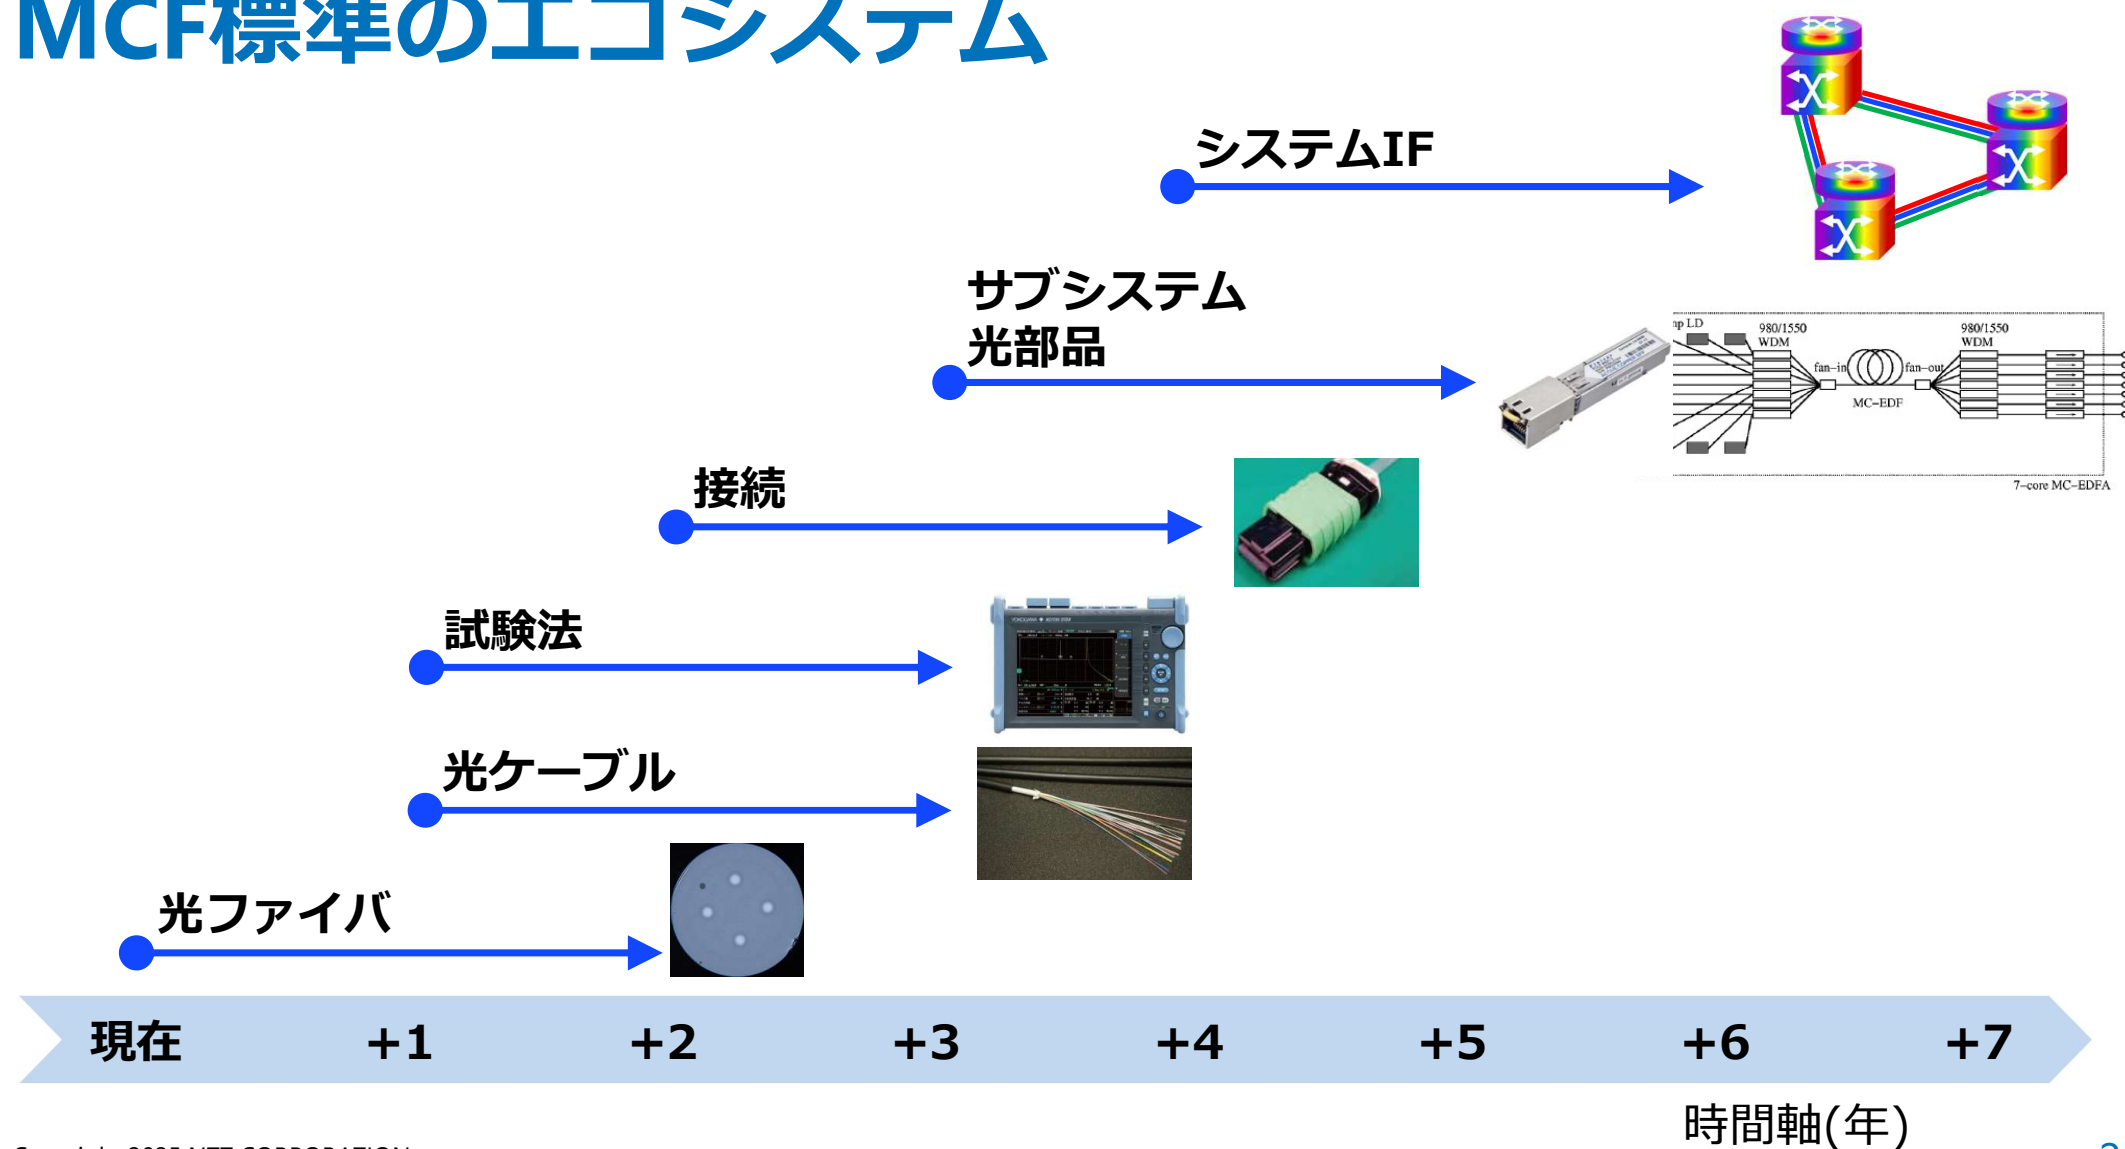 MCF標準のエコシステム
システムIF
サブシステム
光部品
LD
980/1550
WDM
980/1550
WDM
fan-in
fan-out
MC-EDF
7-core MC-EDFA
接続
試験法
YOKOGAWA
光ケーブル
光ファイバ
現在 +1 +2 +3 +4 +5 +6 +7
時間軸(年)